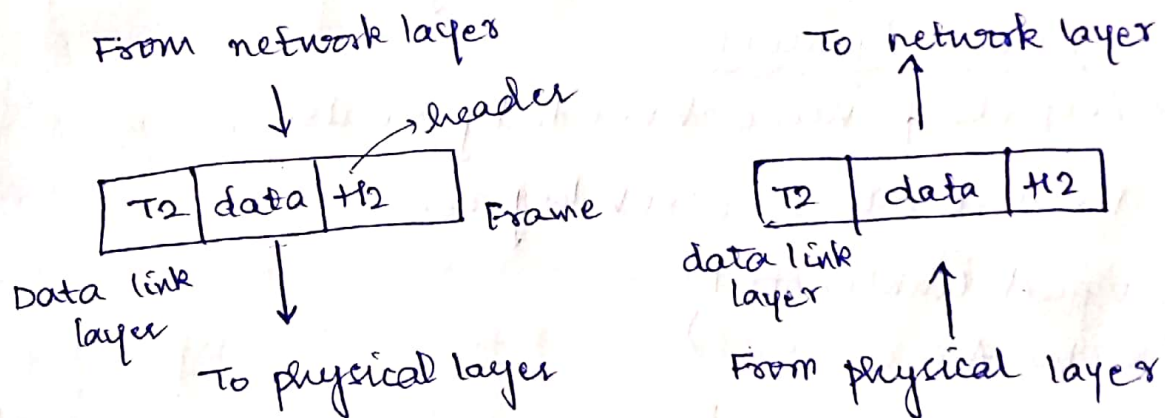 From network layer
header
T2 data H2
Frame
Data link
layer
To physical layer
To network layer
T2 data H2
data link
layer
From physical layer